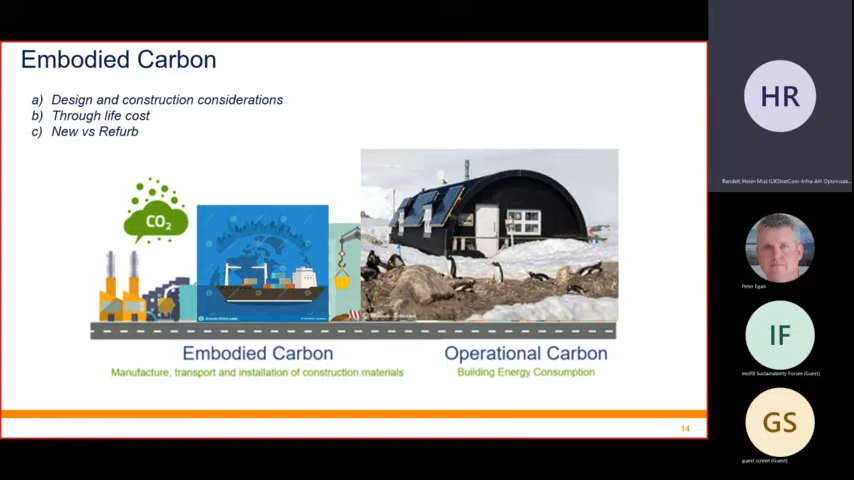 Embodied Carbon
a) Design and construction considerations
b) Through life cost
c) New vs Refurb
CO₂
Embodied Carbon
Manufacture, transport and installation of construction materials
Operational Carbon
Building Energy Consumption
14
HR
Peter Egan
IF
InstRE Sustainability Forum (Guest)
GS
guest screen (Guest)